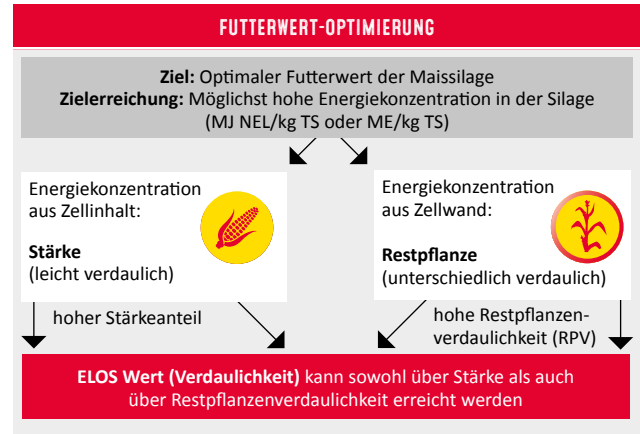 FUTTERWERT-OPTIMIERUNG
Ziel: Optimaler Futterwert der Maissilage
Zielerreichung: Möglichst hohe Energiekonzentration in der Silage
(MJ NEL/kg TS oder ME/kg TS)
Energiekonzentration
aus Zellinhalt:
Stärke
(leicht verdaulich)
Energiekonzentration
aus Zellwand:
Restpflanze
(unterschiedlich verdaulich)
hoher Stärkeanteil
hohe Restpflanzen-
verdaulichkeit (RPV)
ELOS Wert (Verdaulichkeit) kann sowohl über Stärke als auch
über Restpflanzenverdaulichkeit erreicht werden